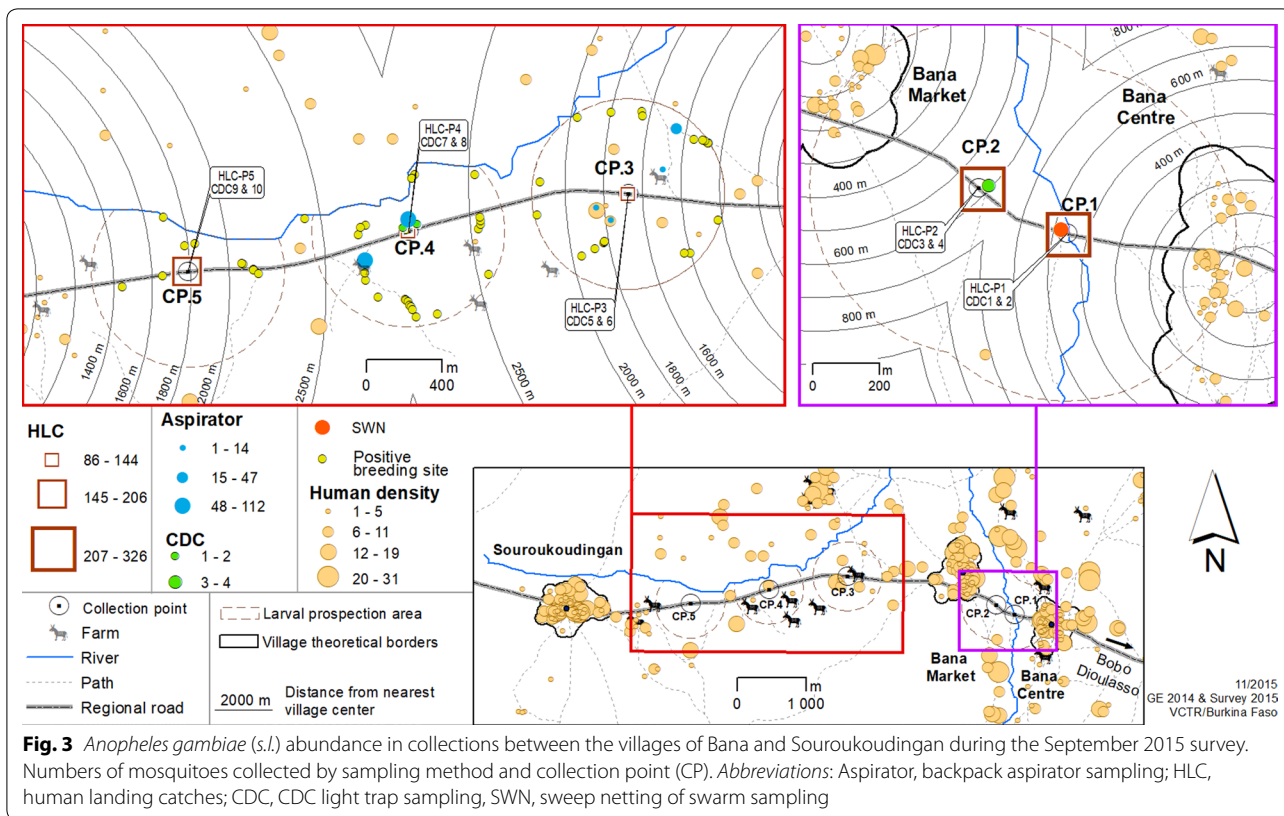 HLC-P4
CDC7 & 8
HLC-P5
CDC9 & 10
CP.3
CP.4
CP.5
HLC-P3
CDC5 & 6
0 400 m
1400 m
1600 m
1800 m
2000 m
2500 m
2500 m
2000 m
1800 m
1600 m
800 m
600 m
Bana
Market
Bana
Centre
CP.2
400 m
400 m
CP.1
HLC-P2
CDC3 & 4
600 m
HLC-P1
CDC1 & 2
800 m
0 200 m
HLC
86 - 144
145 - 206
207 - 326
Aspirator
1 - 14
15 - 47
48 - 112
CDC
1 - 2
3 - 4
SWN
Positive
breeding site
Human density
1 - 5
6 - 11
12 - 19
20 - 31
Collection point
Farm
River
Path
Regional road
Larval prospection area
Village theoretical borders
2000 m Distance from nearest
village center
Souroukoudingan
CP.5
CP.4
CP.3
CP.2
CP.1
Bana
Market
Bana
Centre
Bobo
Dioulasso
m
0 1 000
N
11/2015
GE 2014 & Survey 2015
VCTR/Burkina Faso
Fig. 3 Anopheles gambiae (s.l.) abundance in collections between the villages of Bana and Souroukoudingan during the September 2015 survey.
Numbers of mosquitoes collected by sampling method and collection point (CP). Abbreviations: Aspirator, backpack aspirator sampling; HLC,
human landing catches; CDC, CDC light trap sampling, SWN, sweep netting of swarm sampling